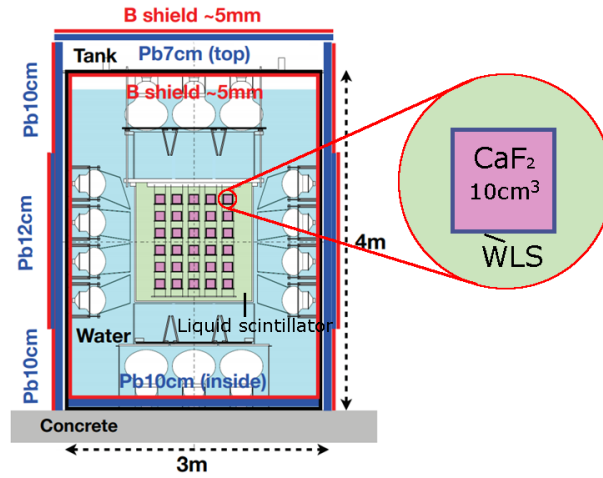 B shield ~5mm
Tank Pb7cm (top)
B shield ~5mm
Pb10cm
Pb12cm
Pb10cm
4m
Liquid scintillator
Water
Pb10cm (inside)
Concrete
3m
CaF₂
10cm³
WLS